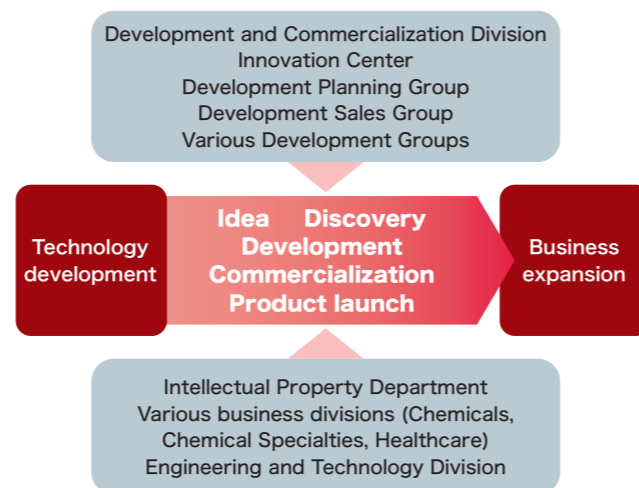 Development and Commercialization Division
Innovation Center
Development Planning Group
Development Sales Group
Various Development Groups
Technology
development
Idea Discovery
Development
Commercialization
Product launch
Business
expansion
Intellectual Property Department
Various business divisions (Chemicals,
Chemical Specialties, Healthcare)
Engineering and Technology Division